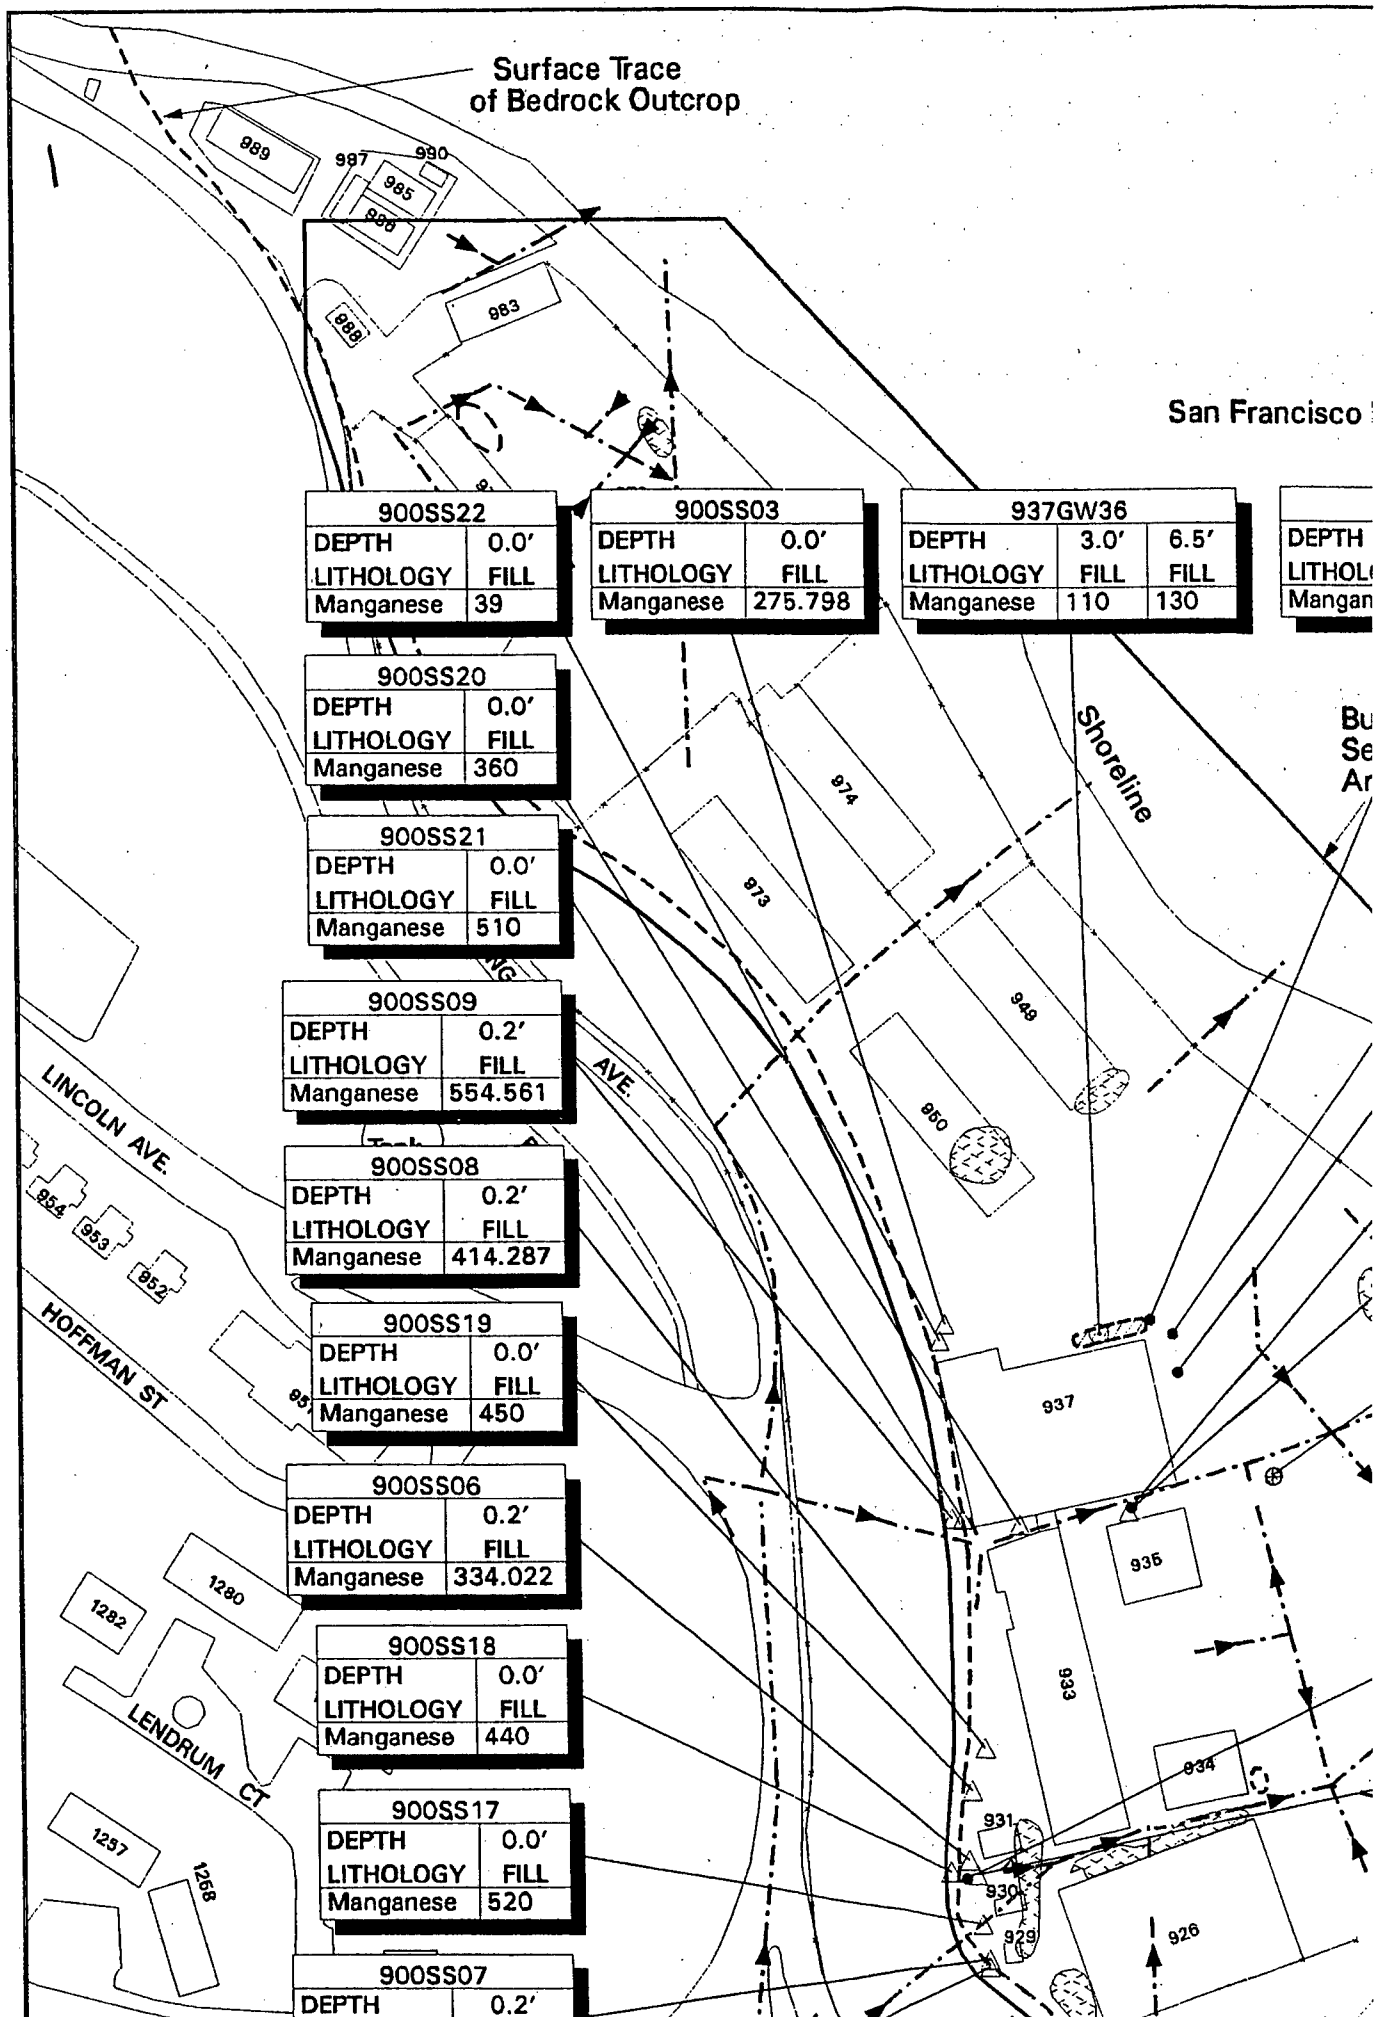 Surface Trace
of Bedrock Outcrop
989
987
990
985
986
983
988
San Francisco
900SS22
DEPTH 0.0'
LITHOLOGY FILL
Manganese 39
900SS03
DEPTH 0.0'
LITHOLOGY FILL
Manganese 275.798
937GW36
DEPTH 3.0' 6.5'
LITHOLOGY FILL FILL
Manganese 110 130
DEPTH
900SS20
DEPTH 0.0'
LITHOLOGY FILL
Manganese 360
Shoreline
974
973
900SS21
DEPTH 0.0'
LITHOLOGY FILL
Manganese 510
949
950
900SS09
DEPTH 0.2'
LITHOLOGY FILL
Manganese 554.561
AVE.
LINCOLN AVE.
900SS08
DEPTH 0.2'
LITHOLOGY FILL
Manganese 414.287
954
953
952
HOFFMAN ST
900SS19
DEPTH 0.0'
LITHOLOGY FILL
Manganese 450
937
900SS06
DEPTH 0.2'
LITHOLOGY FILL
Manganese 334.022
935
1280
1282
900SS18
DEPTH 0.0'
LITHOLOGY FILL
Manganese 440
933
934
LENDRUM CT
900SS17
DEPTH 0.0'
LITHOLOGY FILL
Manganese 520
931
930
929
926
1257
1258
900SS07
DEPTH 0.2'